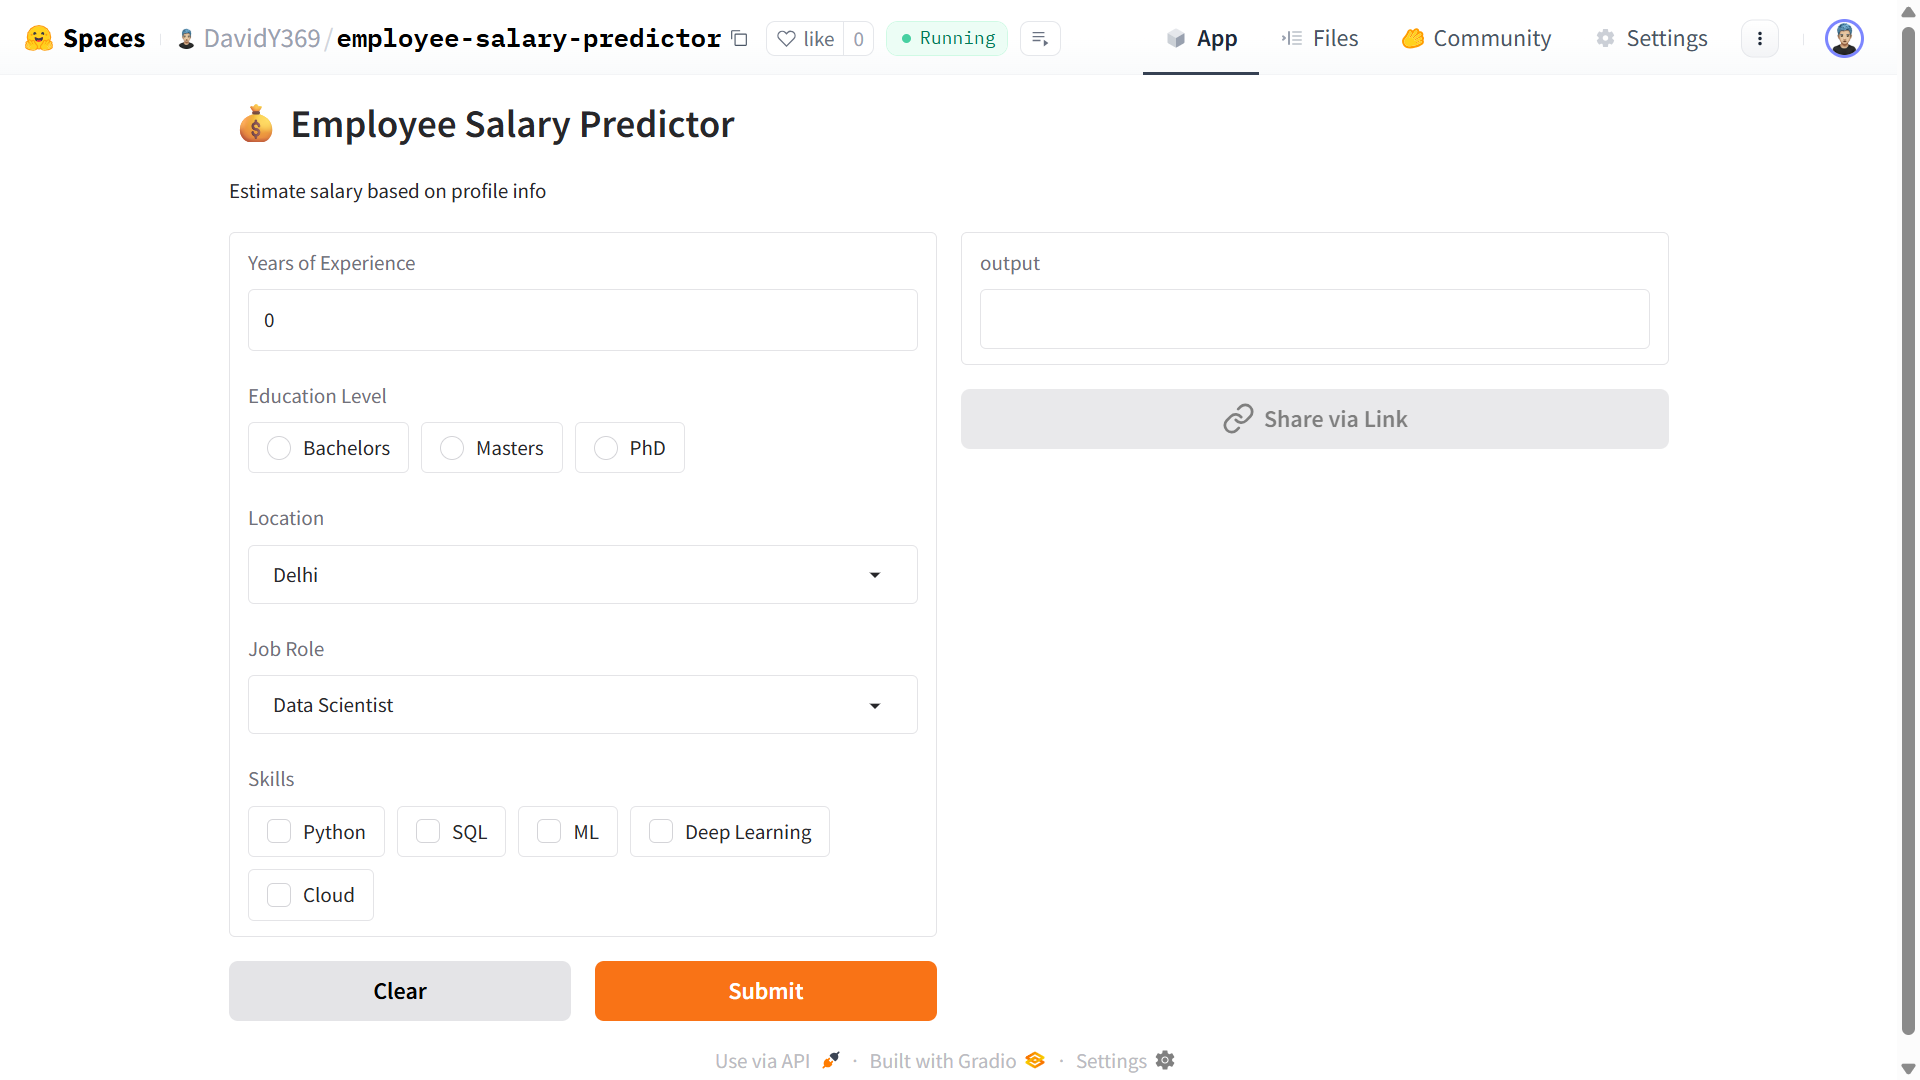 Spaces DavidY369/employee-salary-predictor like 0 Running App Files Community Settings
Employee Salary Predictor
Estimate salary based on profile info
Years of Experience
0
Education Level
Bachelors Masters PhD
Location
Delhi
Job Role
Data Scientist
Skills
Python SQL ML Deep Learning
Cloud
Clear Submit
output
Share via Link
Use via API · Built with Gradio · Settings